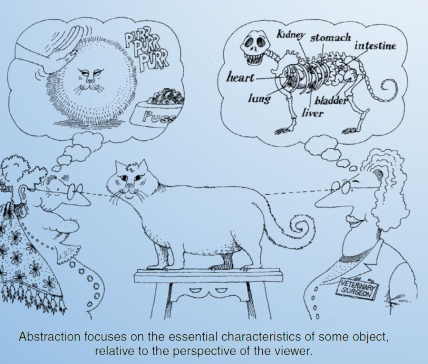 PURR
PURR
PURR
Puss
Kidney stomach intestine
heart
lung
bladder
liver
VETERINARY
SURGEON
Abstraction focuses on the essential characteristics of some object,
relative to the perspective of the viewer.